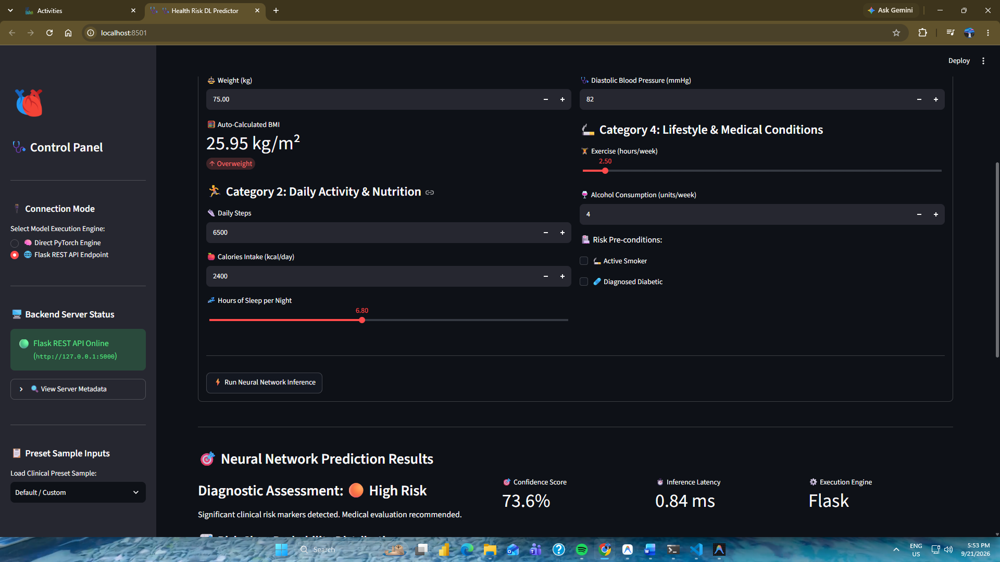 Activities
Health Risk DL Predictor
Ask Gemini
localhost:8501
Deploy
Control Panel
Connection Mode
Select Model Execution Engine:
Direct PyTorch Engine
Flask REST API Endpoint
Backend Server Status
Flask REST API Online
(http://127.0.0.1:5000)
View Server Metadata
Preset Sample Inputs
Load Clinical Preset Sample:
Default / Custom
Weight (kg)
75.00
Auto-Calculated BMI
25.95 kg/m²
↑ Overweight
Category 2: Daily Activity & Nutrition
Daily Steps
6500
Calories Intake (kcal/day)
2400
Hours of Sleep per Night
6.80
Diastolic Blood Pressure (mmHg)
82
Category 4: Lifestyle & Medical Conditions
Exercise (hours/week)
2.50
Alcohol Consumption (units/week)
4
Risk Pre-conditions:
Active Smoker
Diagnosed Diabetic
Run Neural Network Inference
Neural Network Prediction Results
Diagnostic Assessment: High Risk
Significant clinical risk markers detected. Medical evaluation recommended.
Confidence Score
73.6%
Inference Latency
0.84 ms
Execution Engine
Flask
Search
ENG
US
5:53 PM
9/21/2026